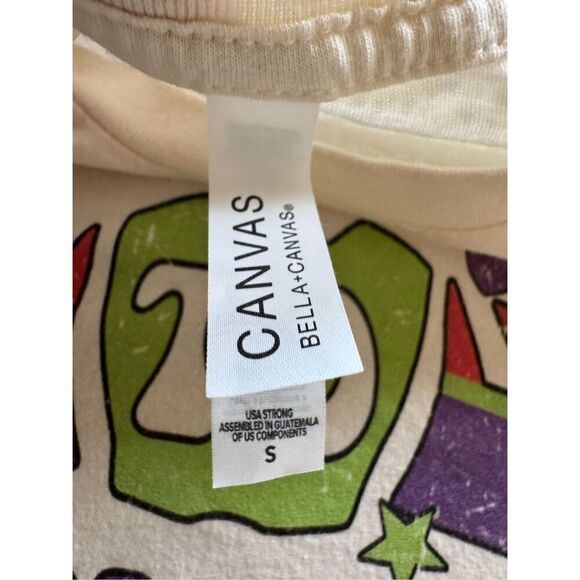 CANVAS
BELLA+CANVAS®
USA STRONG
ASSEMBLED IN GUATEMALA
OF US COMPONENTS
S